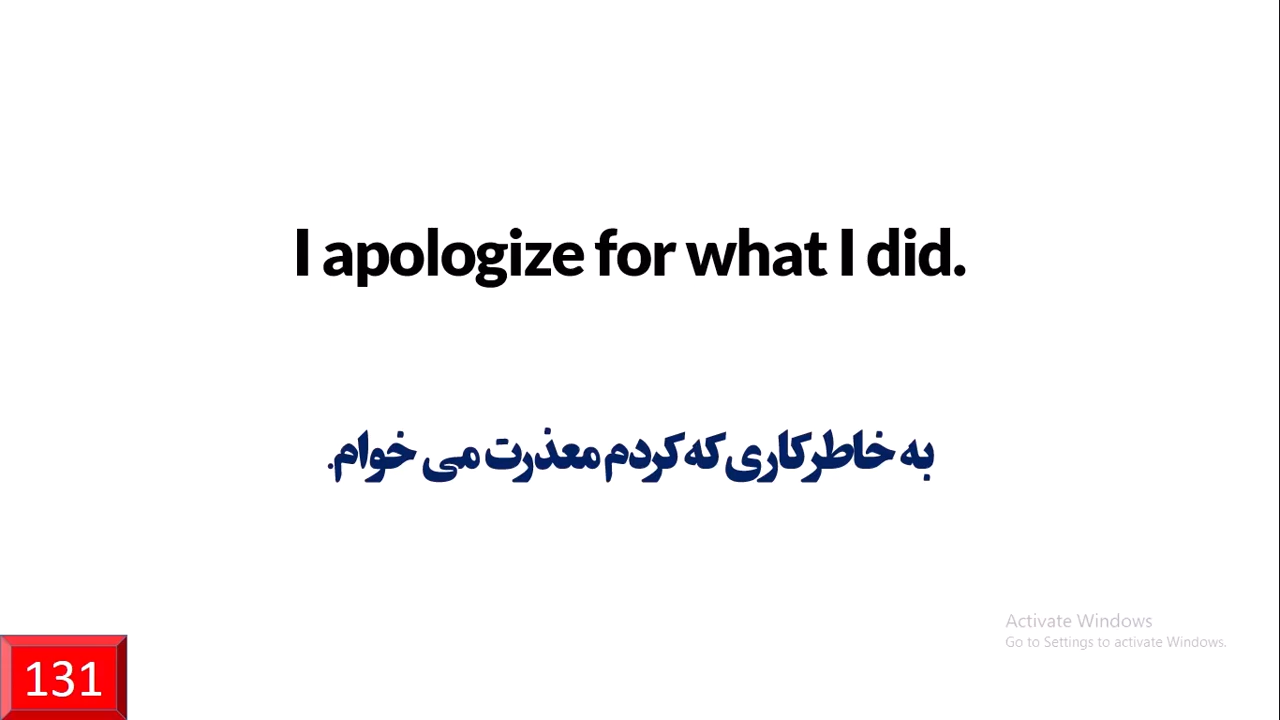 I apologize for what I did.
به خاطر کاری که کردم معذرت می خوام.
Activate Windows
Go to Settings to activate Windows.
131